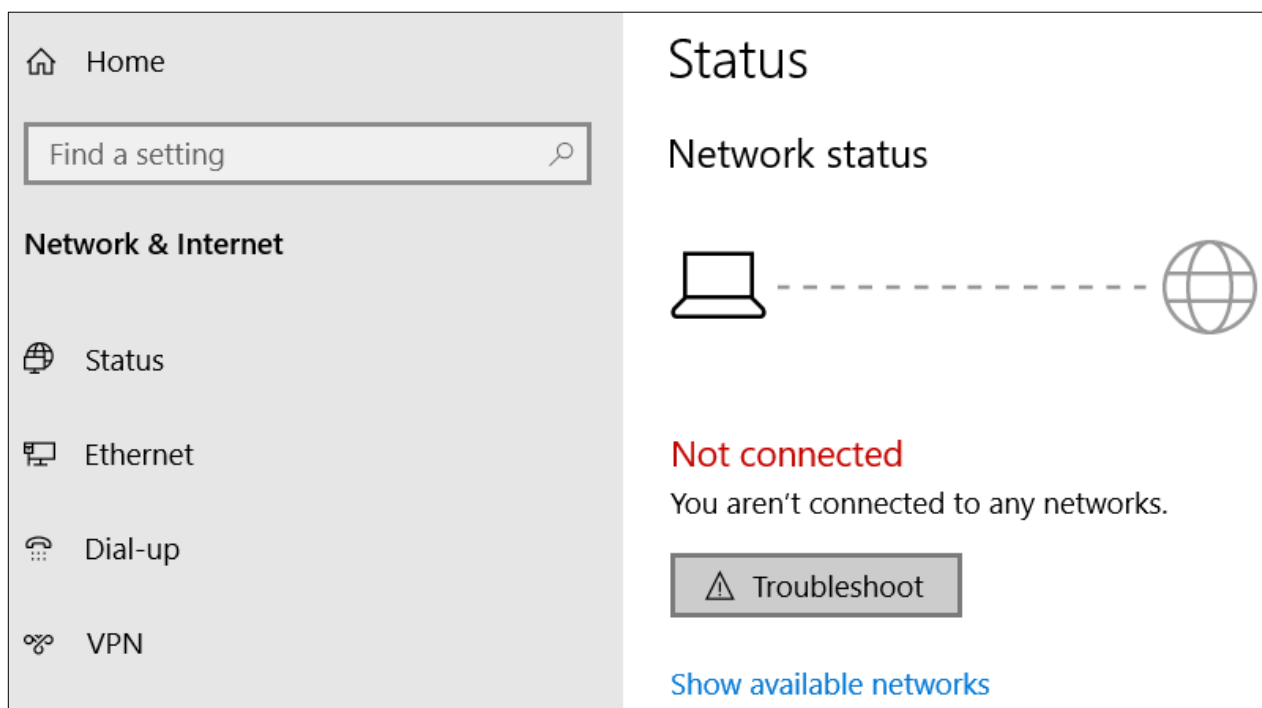 Home
Find a setting
Network & Internet
Status
Ethernet
Dial-up
VPN
Status
Network status
Not connected
You aren't connected to any networks.
Troubleshoot
Show available networks